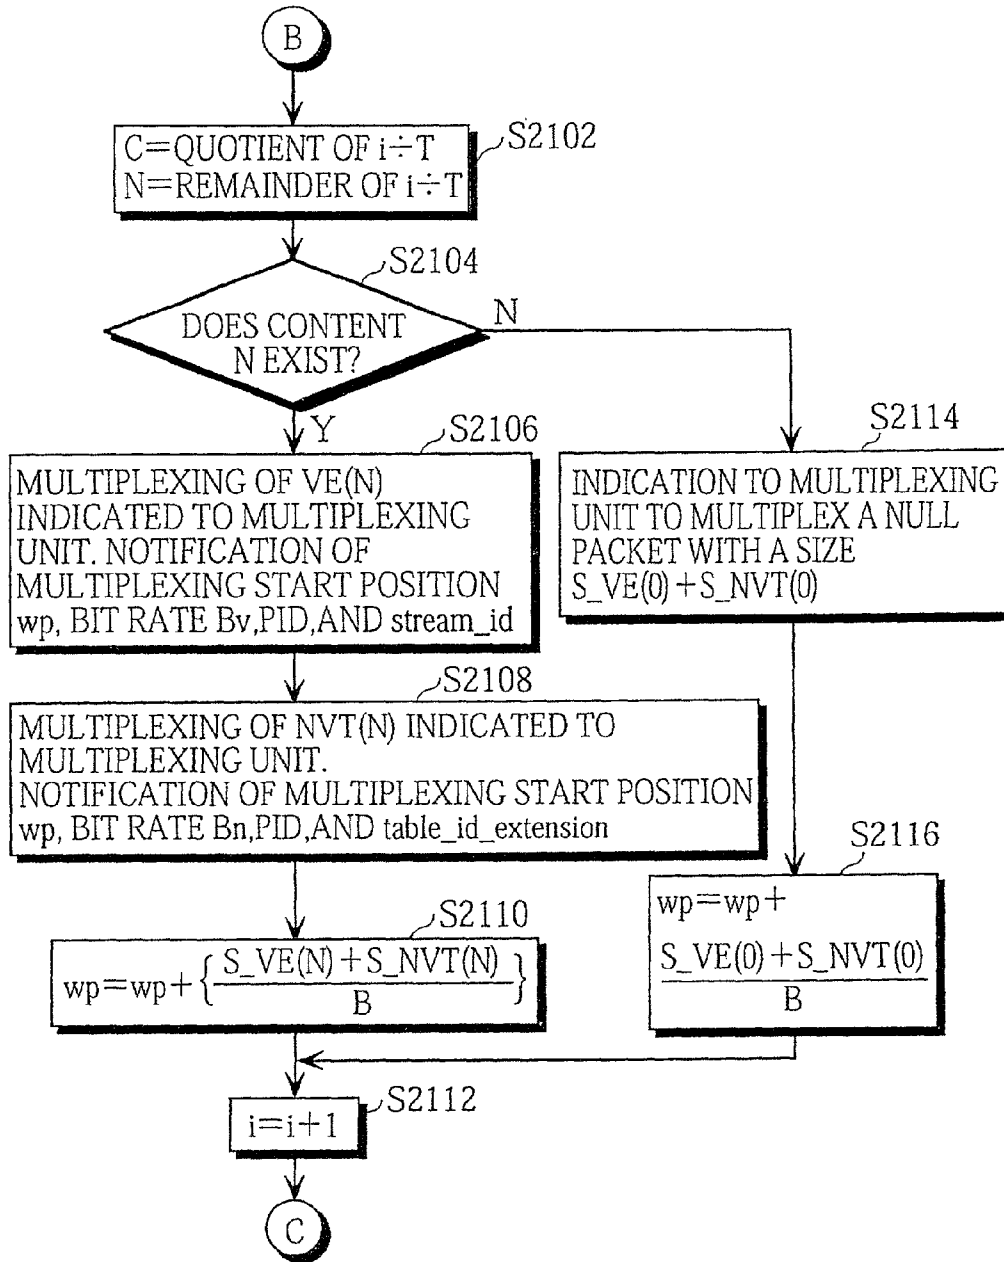 B
S2102
C=QUOTIENT OF i÷T
N=REMAINDER OF i÷T
S2104
DOES CONTENT
N EXIST?
N
Y
S2106
MULTIPLEXING OF VE(N)
INDICATED TO MULTIPLEXING
UNIT. NOTIFICATION OF
MULTIPLEXING START POSITION
wp, BIT RATE Bv,PID,AND stream_id
S2114
INDICATION TO MULTIPLEXING
UNIT TO MULTIPLEX A NULL
PACKET WITH A SIZE
S_VE(0)+S_NVT(0)
S2108
MULTIPLEXING OF NVT(N) INDICATED TO
MULTIPLEXING UNIT.
NOTIFICATION OF MULTIPLEXING START POSITION
wp, BIT RATE Bn,PID,AND table_id_extension
S2110
wp=wp+{S_VE(N)+S_NVT(N)
B}
S2116
wp=wp+
S_VE(0)+S_NVT(0)
B
S2112
i=i+1
C